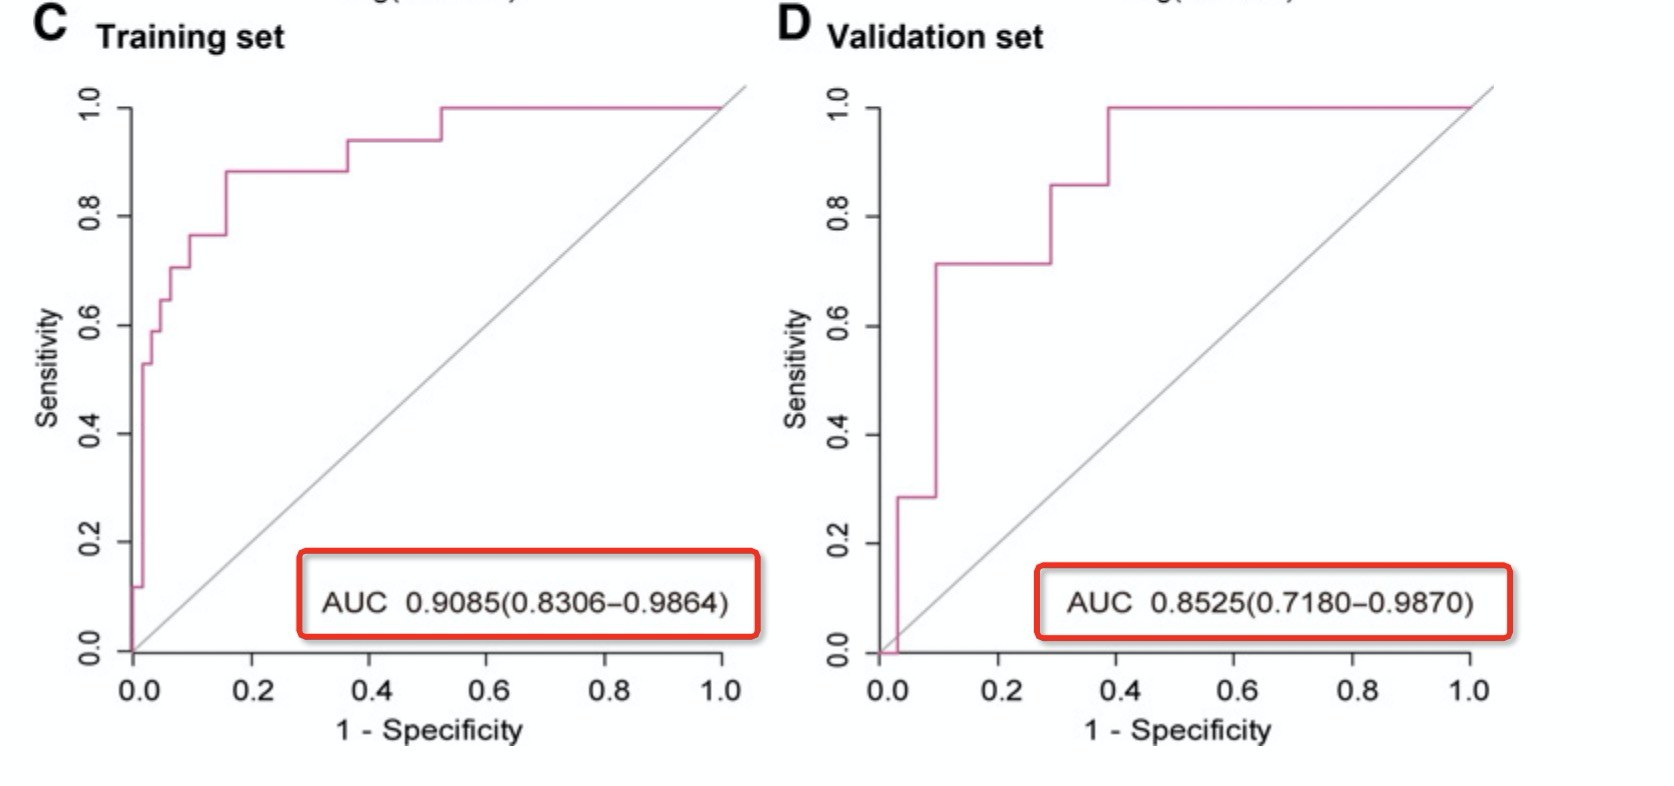 C Training set
1.0
0.8
0.6
0.4
0.2
0.0
Sensitivity
AUC 0.9085(0.8306–0.9864)
0.0 0.2 0.4 0.6 0.8 1.0
1 - Specificity
D Validation set
1.0
0.8
0.6
0.4
0.2
0.0
Sensitivity
AUC 0.8525(0.7180–0.9870)
0.0 0.2 0.4 0.6 0.8 1.0
1 - Specificity